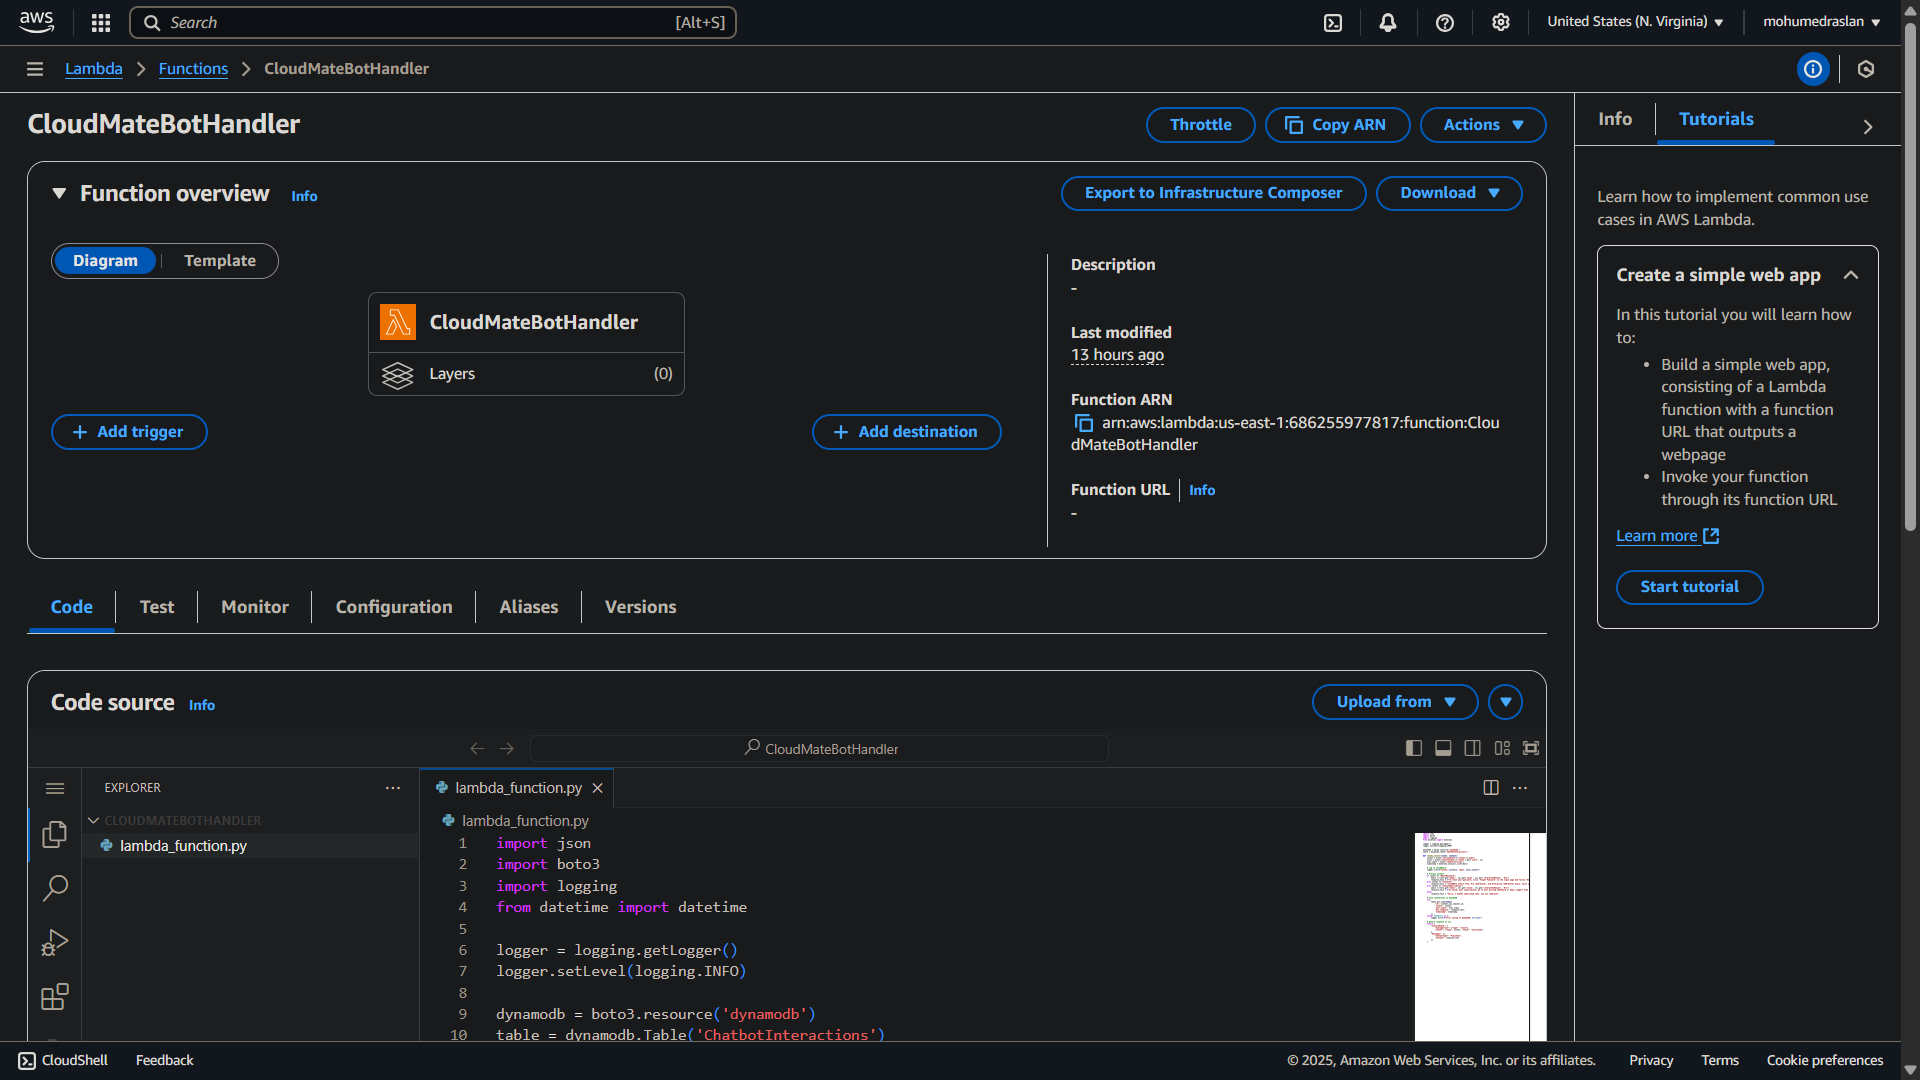 aws
Search [Alt+S]
United States (N. Virginia)
mohumedraslan
Lambda
Functions
CloudMateBotHandler
CloudMateBotHandler
Throttle
Copy ARN
Actions
Info
Tutorials
Function overview Info
Export to Infrastructure Composer
Download
Learn how to implement common use
cases in AWS Lambda.
Diagram
Template
CloudMateBotHandler
Layers (0)
Add trigger
Add destination
Description
-
Last modified
13 hours ago
Function ARN
arn:aws:lambda:us-east-1:686255977817:function:Clou
dMateBotHandler
Function URL Info
-
Create a simple web app
In this tutorial you will learn how
to:
• Build a simple web app,
consisting of a Lambda
function with a function
URL that outputs a
webpage
• Invoke your function
through its function URL
Learn more
Start tutorial
Code
Test
Monitor
Configuration
Aliases
Versions
Code source Info
Upload from
CloudMateBotHandler
EXPLORER
CLOUDMATEBOTHANDLER
lambda_function.py
lambda_function.py
lambda_function.py
1 import json
2 import boto3
3 import logging
4 from datetime import datetime
5
6 logger = logging.getLogger()
7 logger.setLevel(logging.INFO)
8
9 dynamodb = boto3.resource('dynamodb')
10 table = dynamodb.Table('ChatbotInteractions')
CloudShell
Feedback
© 2025, Amazon Web Services, Inc. or its affiliates.
Privacy
Terms
Cookie preferences